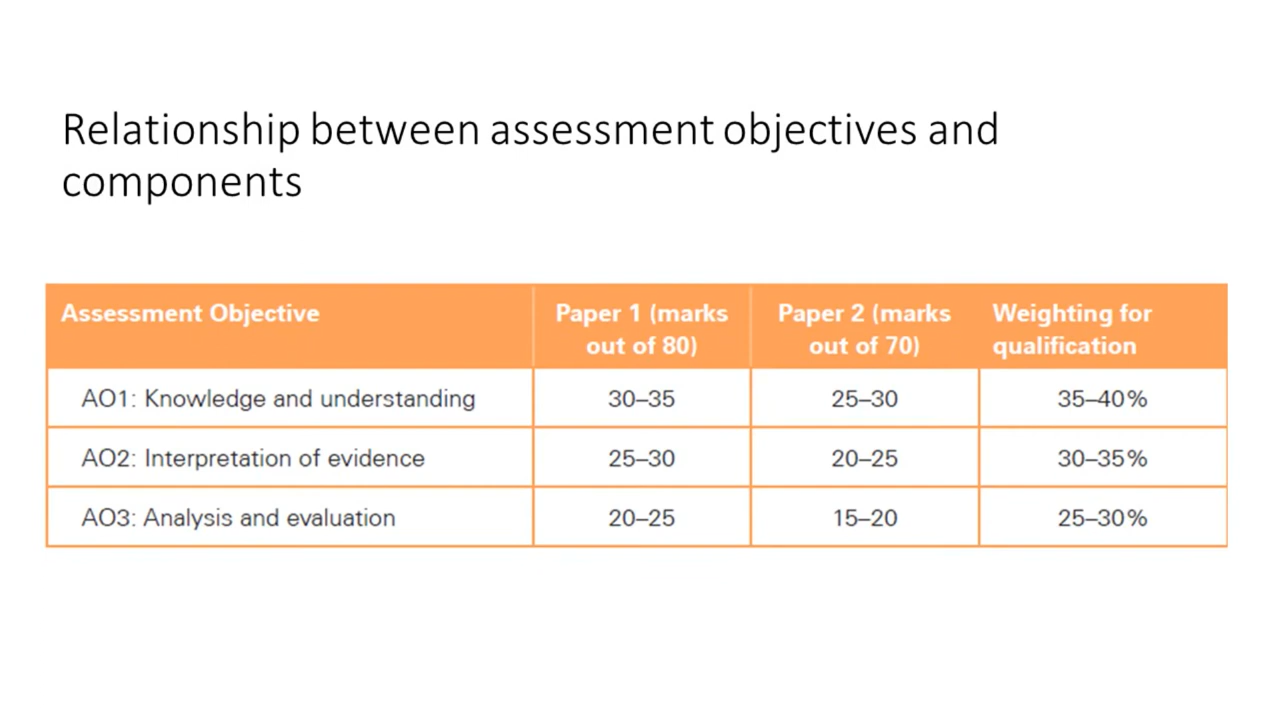 Relationship between assessment objectives and
components
Assessment Objective
Paper 1 (marks
out of 80)
Paper 2 (marks
out of 70)
Weighting for
qualification
AO1: Knowledge and understanding 30–35 25–30 35–40%
AO2: Interpretation of evidence 25–30 20–25 30–35%
AO3: Analysis and evaluation 20–25 15–20 25–30%